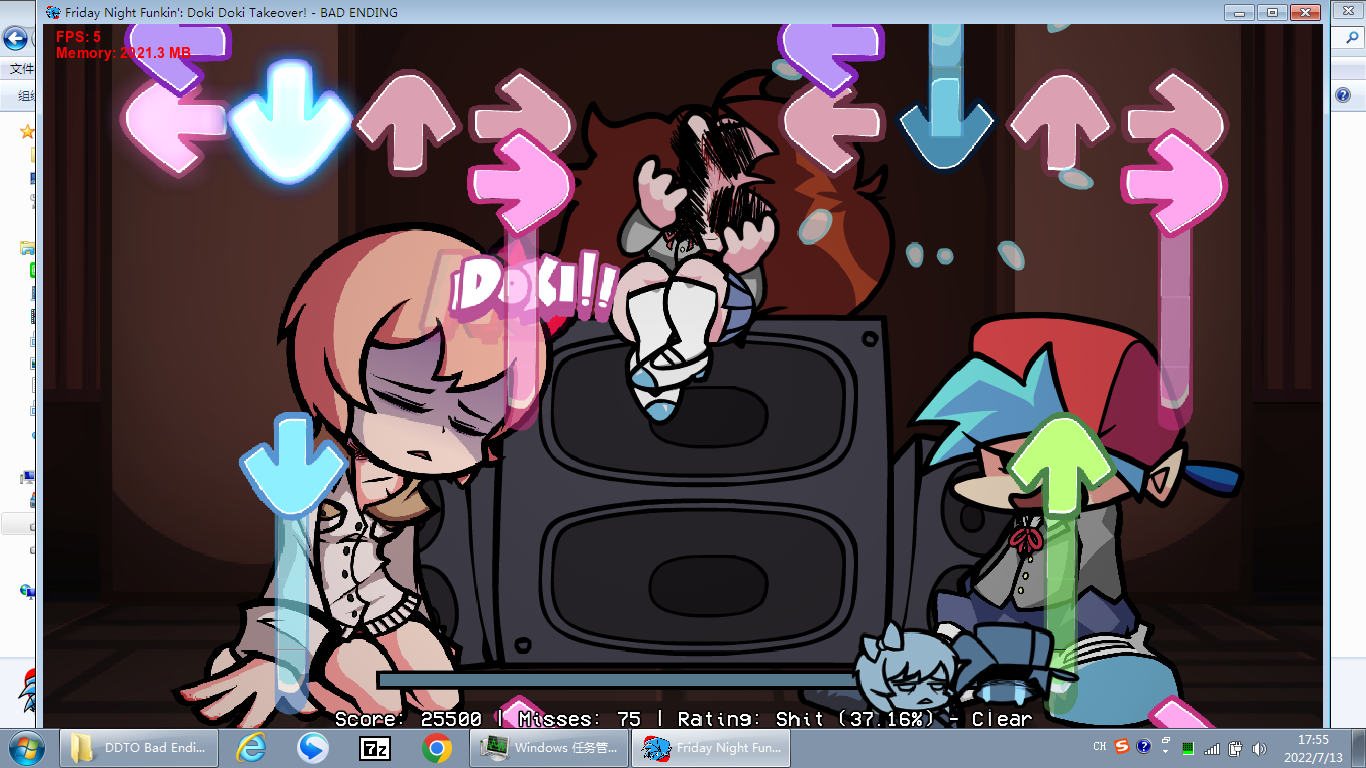 Friday Night Funkin': Doki Doki Takeover! - BAD ENDING
FPS: 5
Memory: 2021.3 MB
文件
组织
DOKI!!
Score: 25500 | Misses: 75 | Rating: Shit (37.16%) - Clear
DDTO Bad Endi...
7z
Windows 任务管...
Friday Night Fun...
CH
17:55
2022/7/13